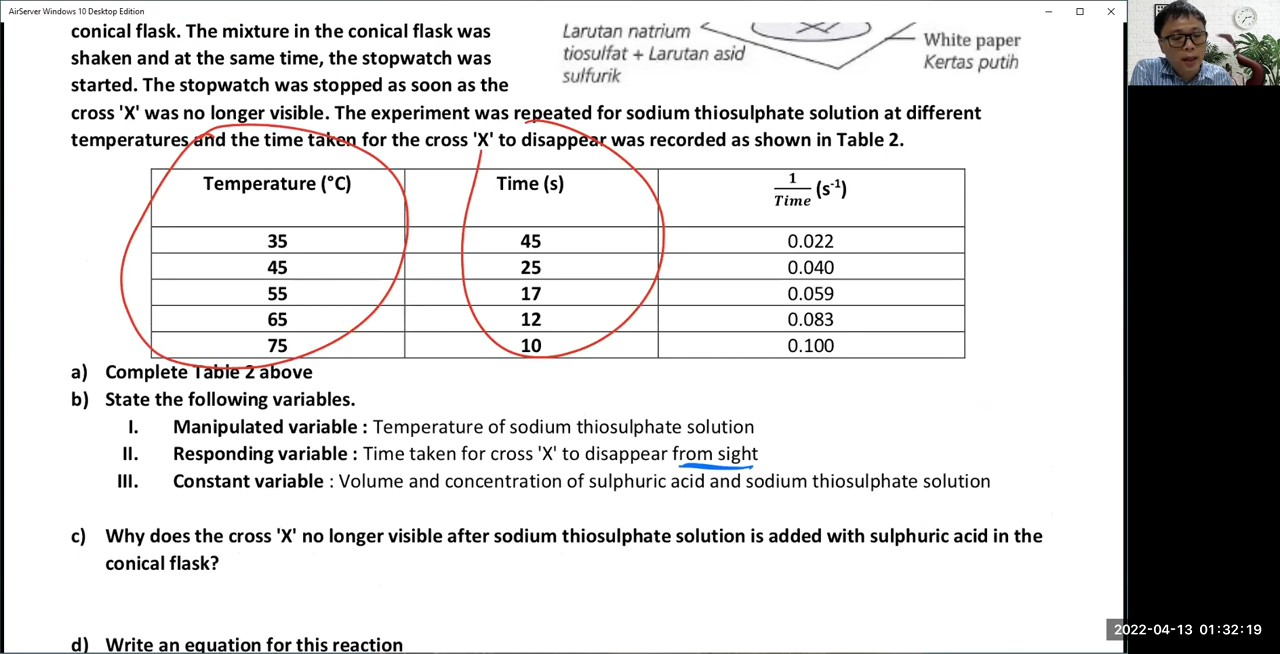 AirServer Windows 10 Desktop Edition
conical flask. The mixture in the conical flask was
shaken and at the same time, the stopwatch was
started. The stopwatch was stopped as soon as the
Larutan natrium
tiosulfat + Larutan asid
sulfurik
White paper
Kertas putih
cross 'X' was no longer visible. The experiment was repeated for sodium thiosulphate solution at different
temperatures and the time taken for the cross 'X' to disappear was recorded as shown in Table 2.
Temperature (°C) Time (s) 1/Time (s⁻¹)
35 45 0.022
45 25 0.040
55 17 0.059
65 12 0.083
75 10 0.100
a) Complete Table 2 above
b) State the following variables.
I. Manipulated variable : Temperature of sodium thiosulphate solution
II. Responding variable : Time taken for cross 'X' to disappear from sight
III. Constant variable : Volume and concentration of sulphuric acid and sodium thiosulphate solution
c) Why does the cross 'X' no longer visible after sodium thiosulphate solution is added with sulphuric acid in the
conical flask?
d) Write an equation for this reaction
2022-04-13 01:32:19